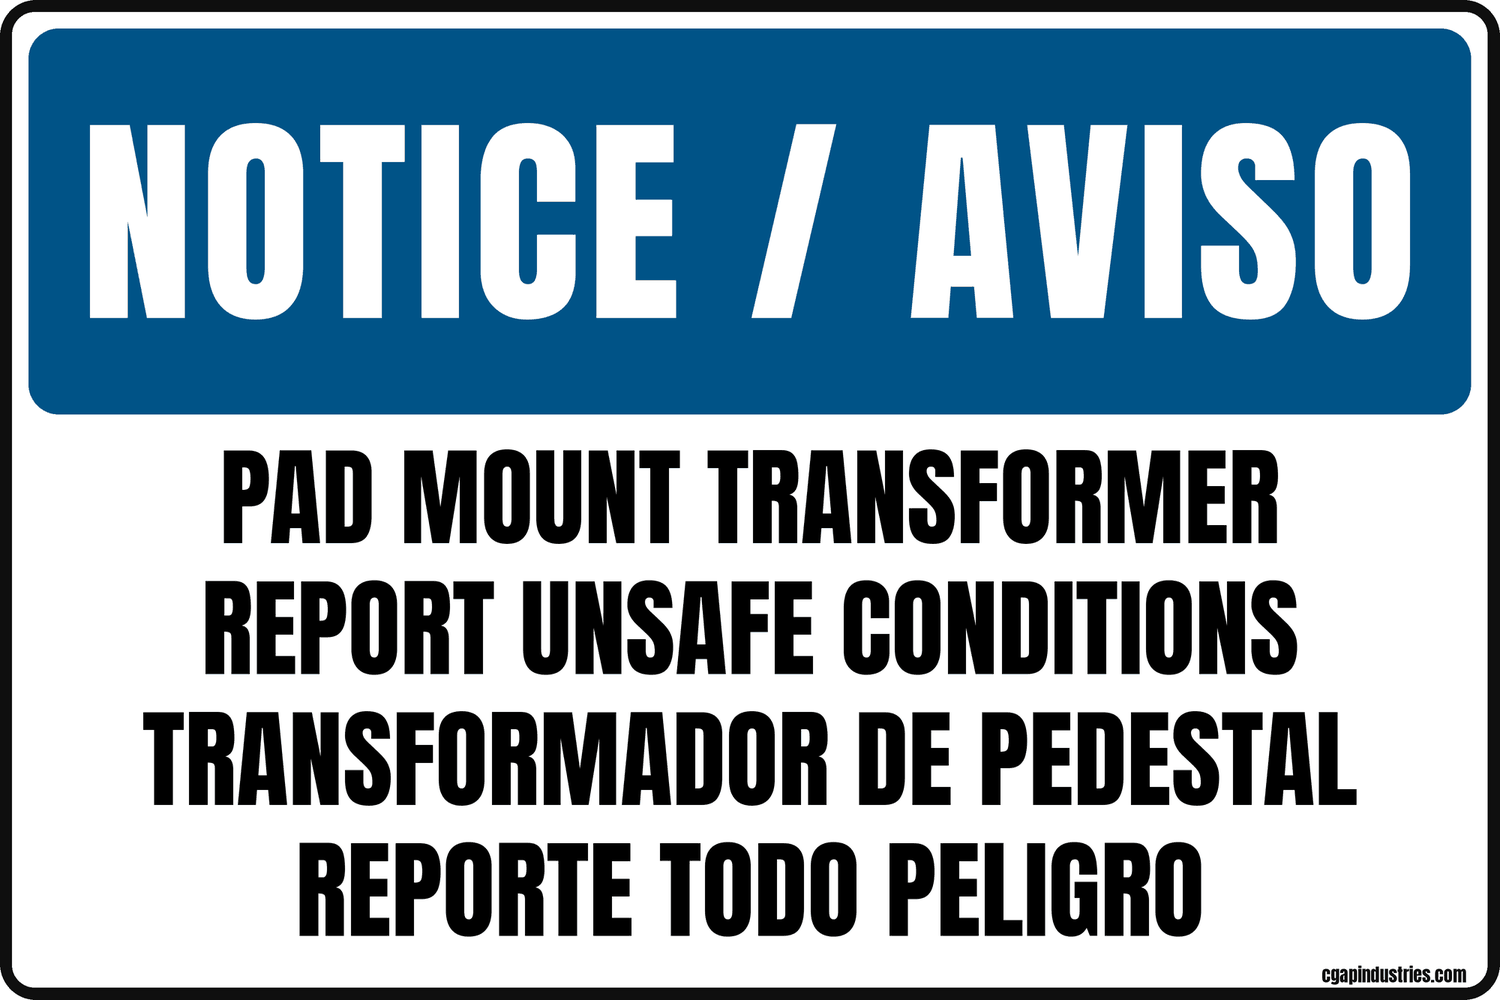 NOTICE / AVISO
PAD MOUNT TRANSFORMER
REPORT UNSAFE CONDITIONS
TRANSFORMADOR DE PEDESTAL
REPORTE TODO PELIGRO
cgapindustries.com